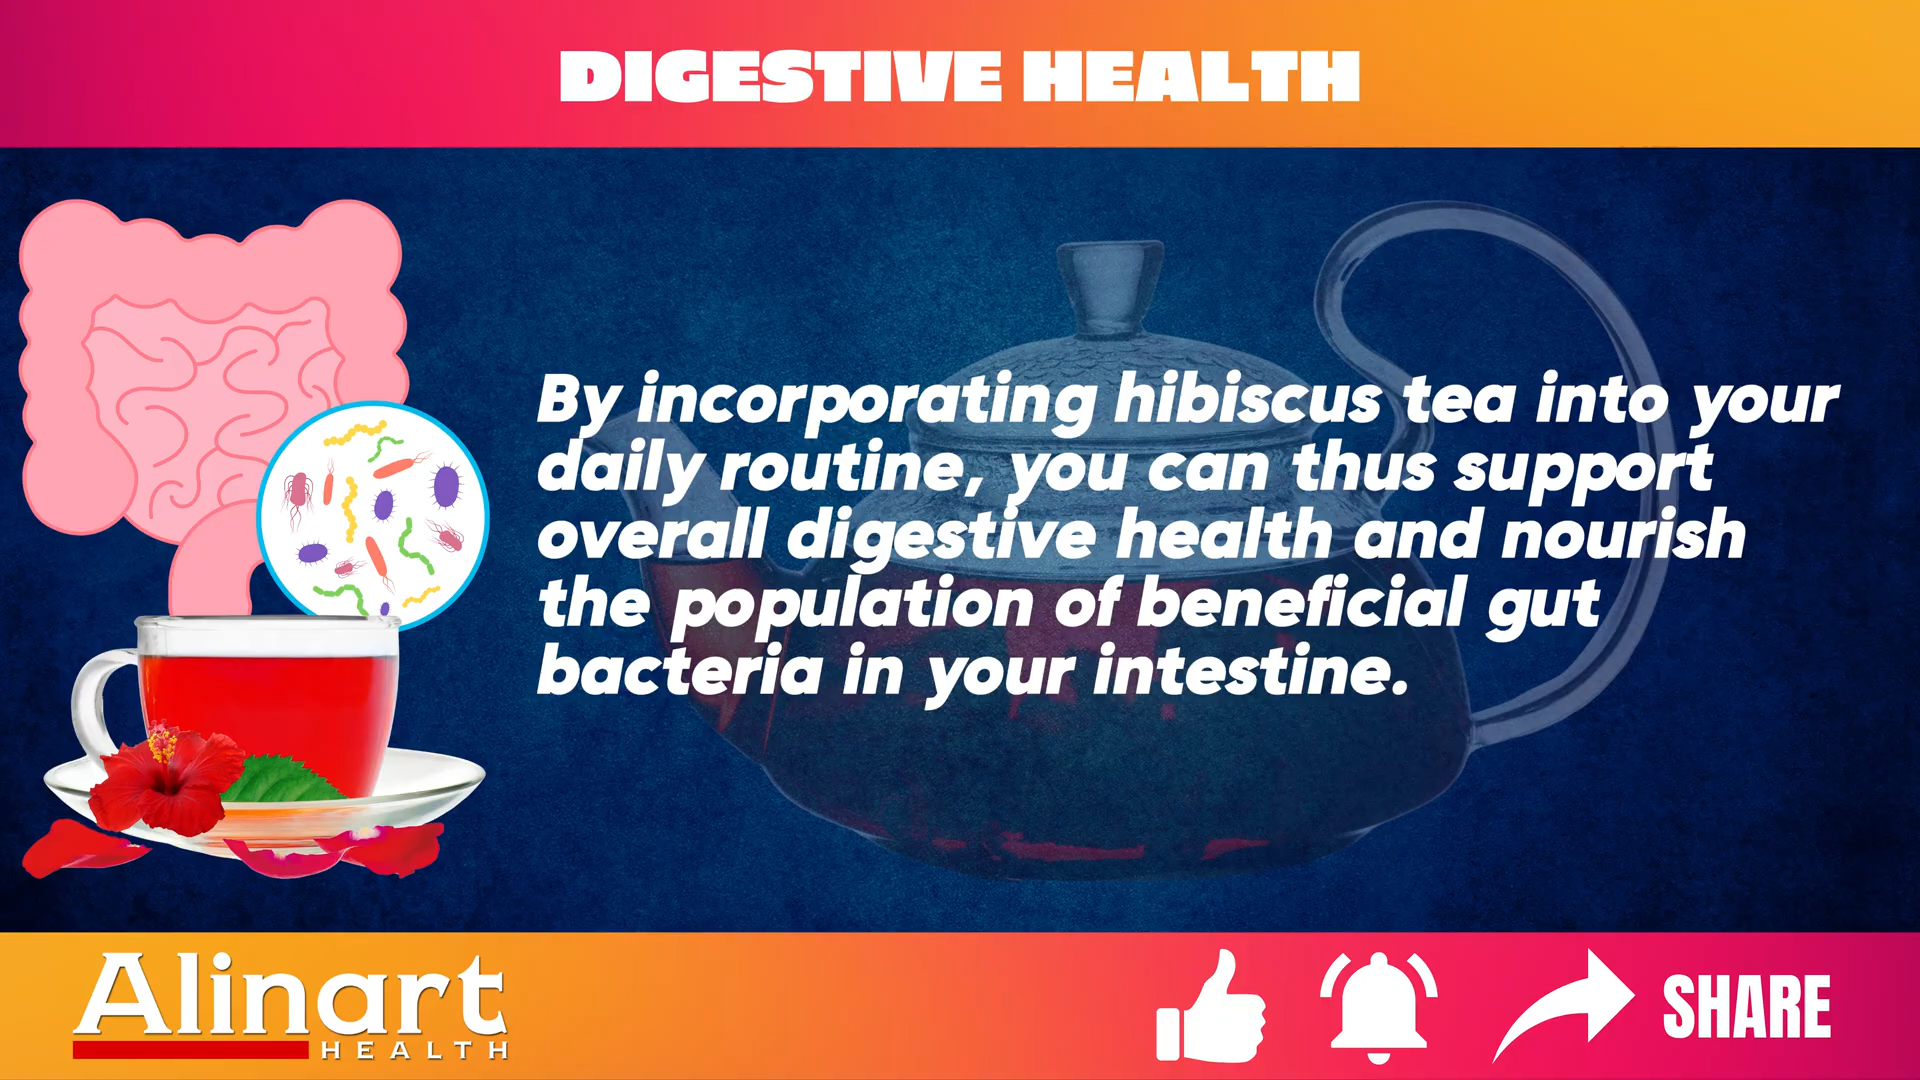 DIGESTIVE HEALTH
By incorporating hibiscus tea into your
daily routine, you can thus support
overall digestive health and nourish
the population of beneficial gut
bacteria in your intestine.
Alinart
HEALTH
SHARE